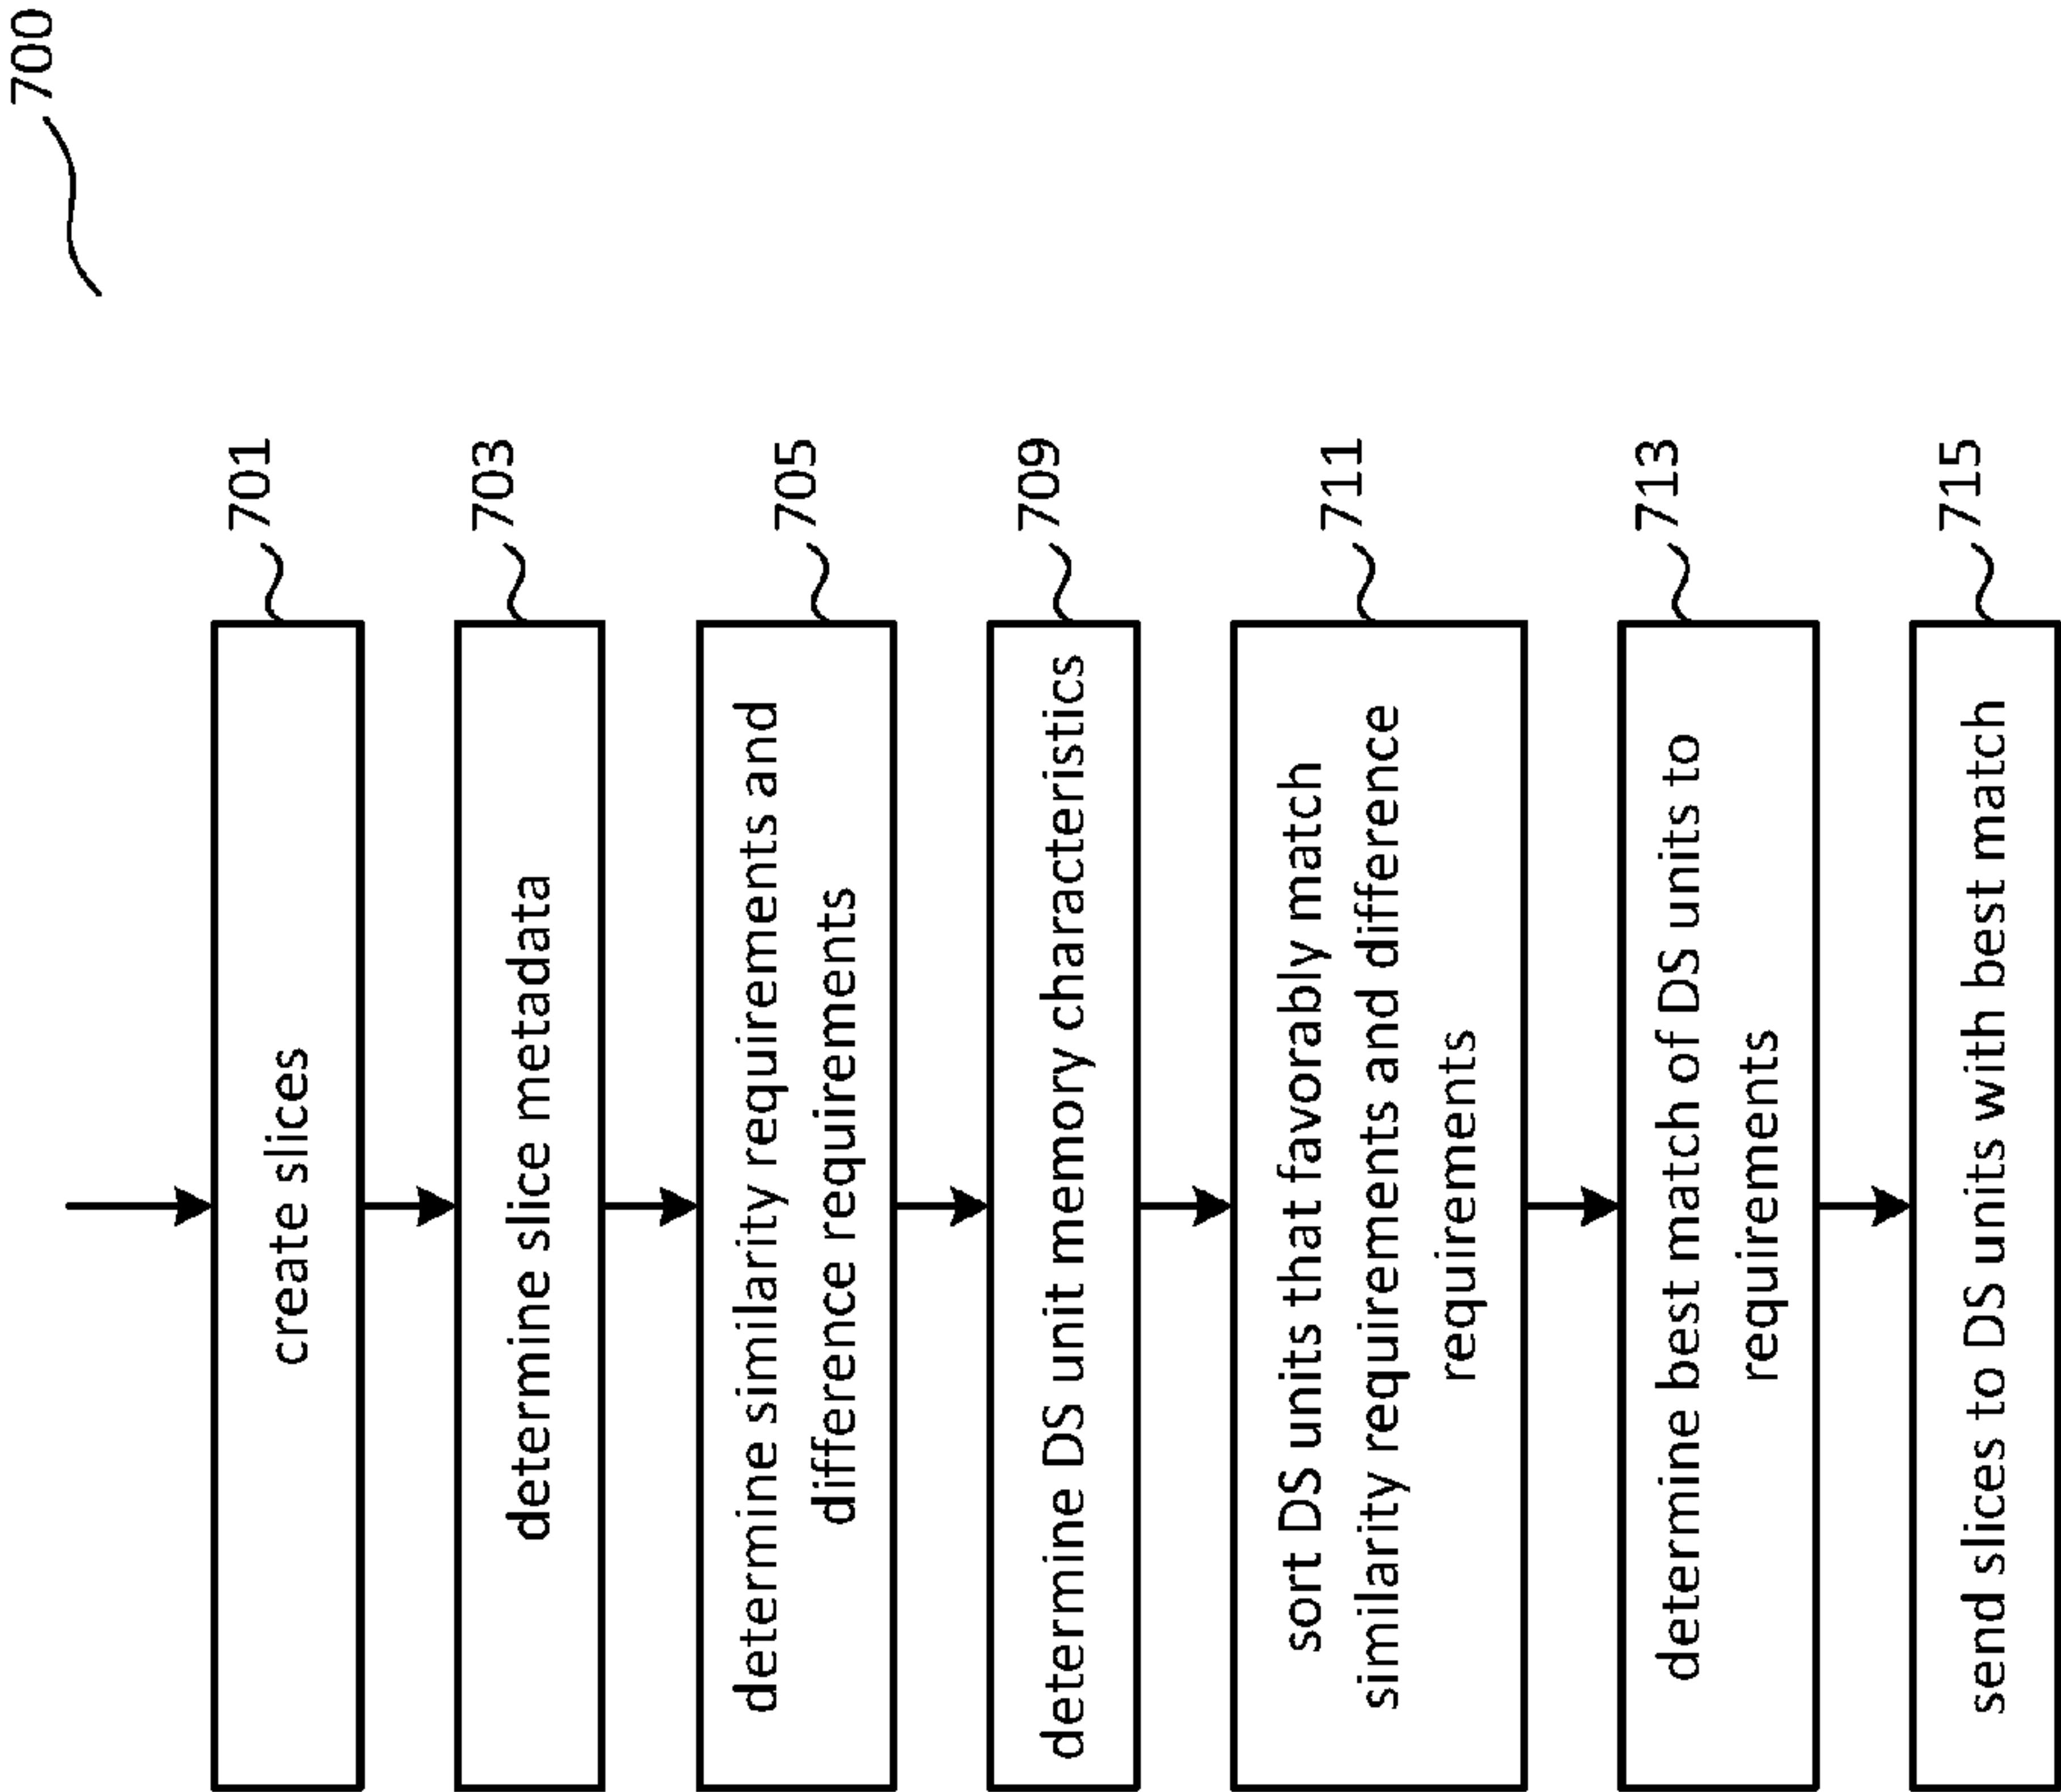 700
create slices
701
determine slice metadata
703
determine similarity requirements and
difference requirements
705
determine DS unit memory characteristics
709
sort DS units that favorably match
similarity requirements and difference
requirements
711
determine best match of DS units to
requirements
713
send slices to DS units with best match
715